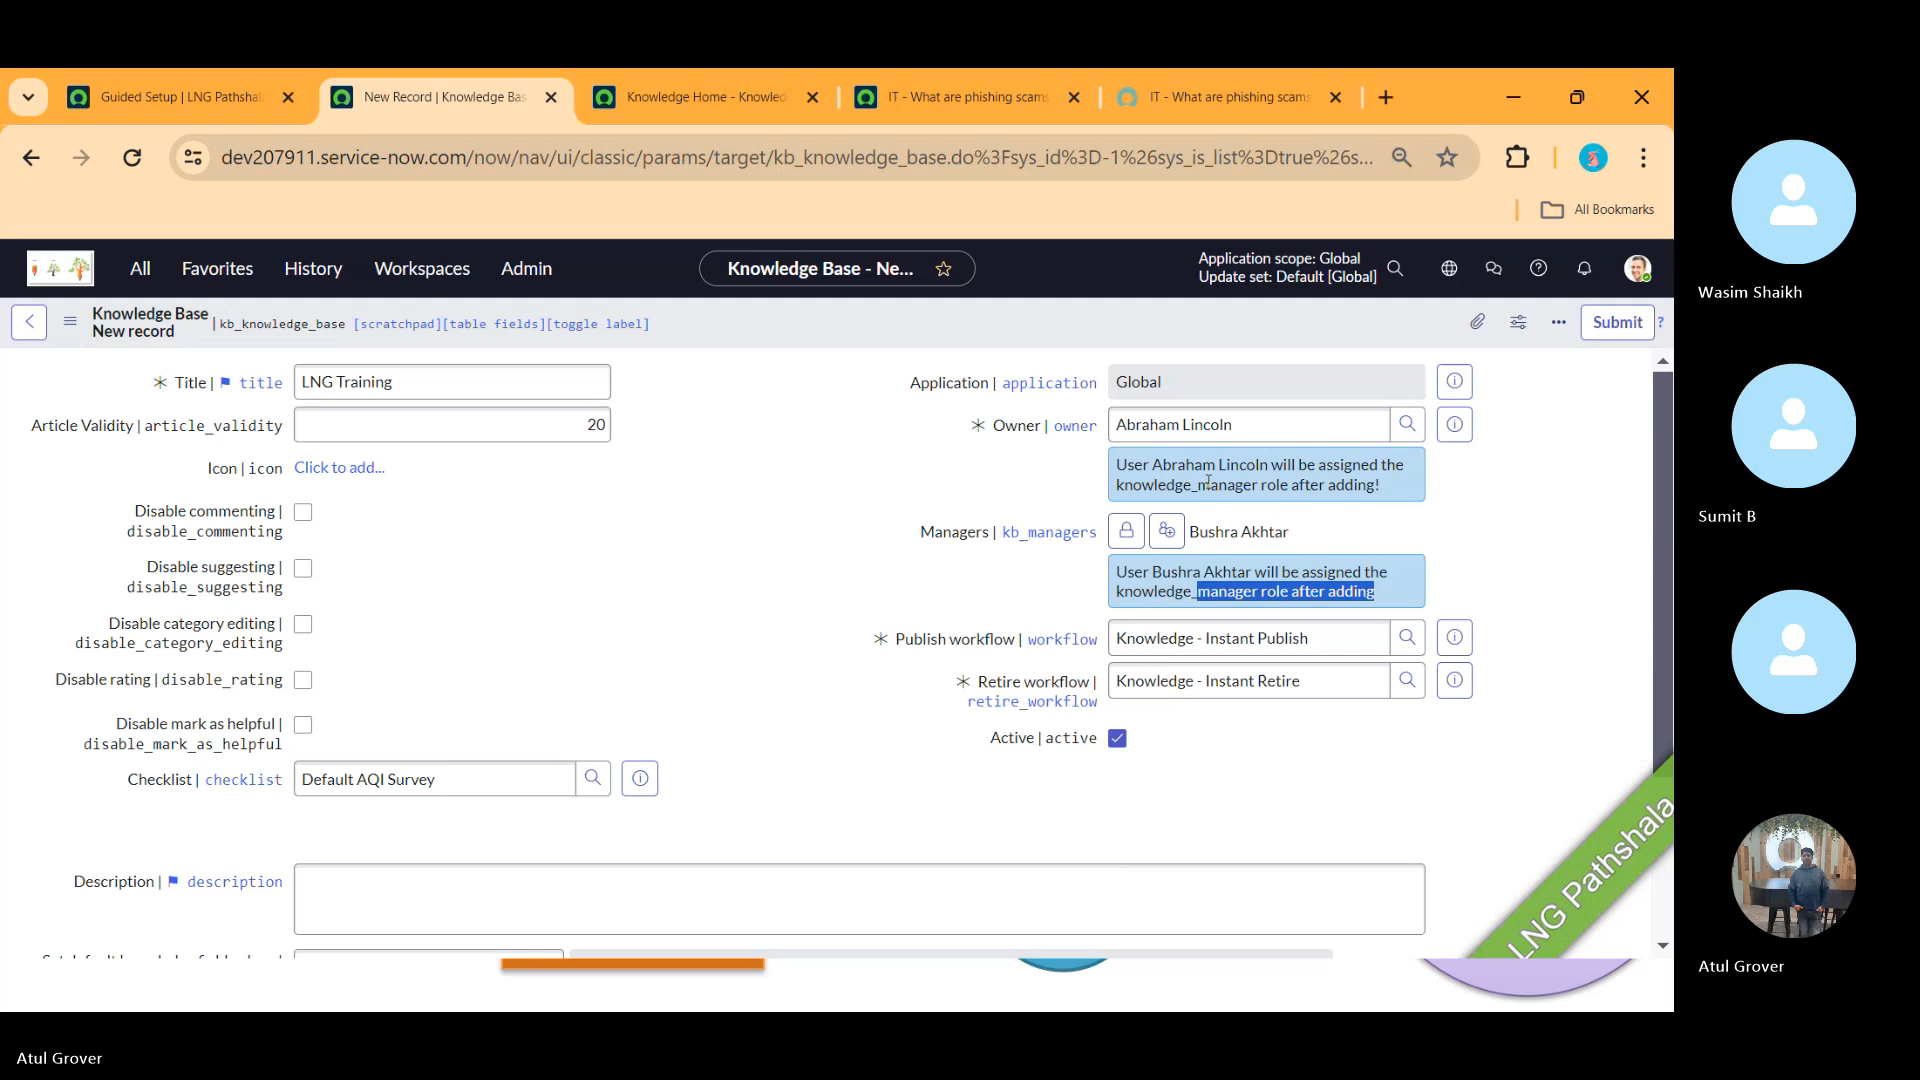 Guided Setup | LNG Pathsha
New Record | Knowledge Bas
Knowledge Home - Knowled
IT - What are phishing scams
IT - What are phishing scams
dev207911.service-now.com/now/nav/ui/classic/params/target/kb_knowledge_base.do%3Fsys_id%3D-1%26sys_is_list%3Dtrue%26s...
All Bookmarks
All
Favorites
History
Workspaces
Admin
Knowledge Base - Ne...
Application scope: Global
Update set: Default [Global]
Knowledge Base
New record
| kb_knowledge_base [scratchpad][table fields][toggle label]
Submit
?
Title | title
LNG Training
Article Validity | article_validity
20
Icon | icon
Click to add...
Disable commenting |
disable_commenting
Disable suggesting |
disable_suggesting
Disable category editing |
disable_category_editing
Disable rating | disable_rating
Disable mark as helpful |
disable_mark_as_helpful
Checklist | checklist
Default AQI Survey
Application | application
Global
Owner | owner
Abraham Lincoln
User Abraham Lincoln will be assigned the
knowledge_manager role after adding!
Managers | kb_managers
Bushra Akhtar
User Bushra Akhtar will be assigned the
knowledge_manager role after adding
Publish workflow | workflow
Knowledge - Instant Publish
Retire workflow |
retire_workflow
Knowledge - Instant Retire
Active | active
Description | description
LNG Pathshala
Wasim Shaikh
Sumit B
Atul Grover
Atul Grover